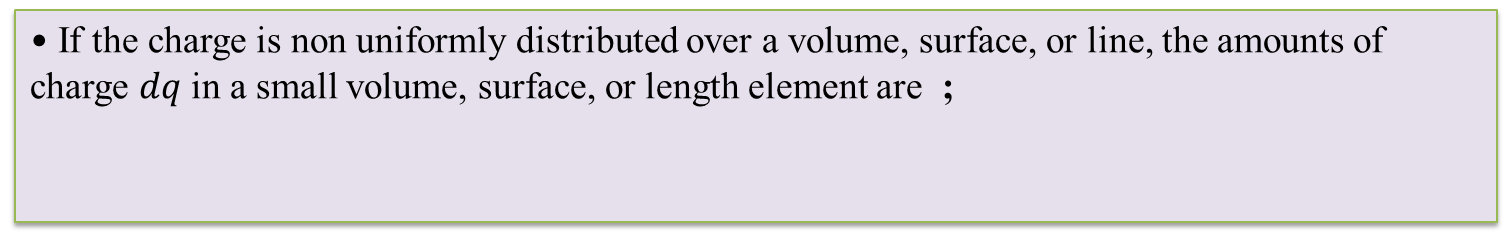 • If the charge is non uniformly distributed over a volume, surface, or line, the amounts of
charge 𝑑𝑞 in a small volume, surface, or length element are ;